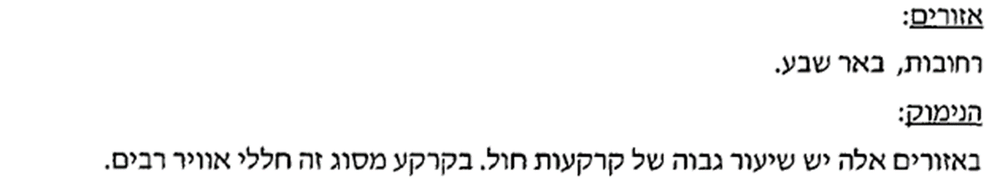 אזורים:
רחובות, באר שבע.
הנימוק:
באזורים אלה יש שיעור גבוה של קרקעות חול. בקרקע מסוג זה חללי אוויר רבים.